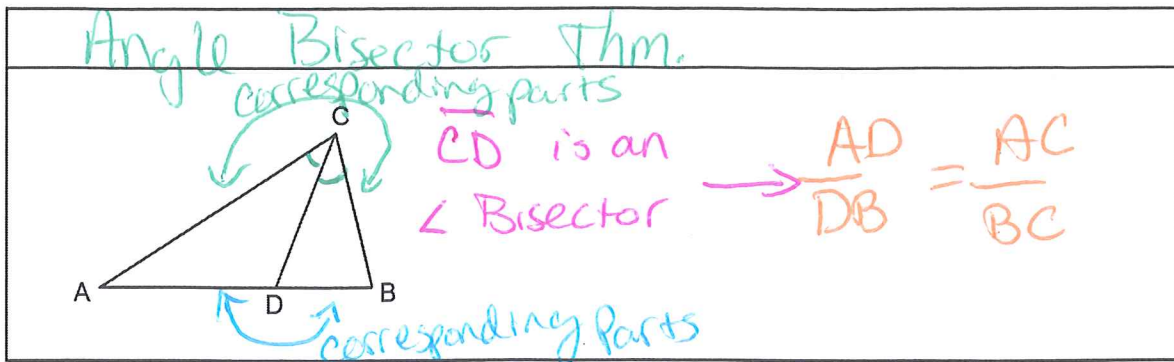 Angle Bisector Thm.
corresponding parts
C
CD is an
∠ Bisector
AD/DB = AC/BC
A
D
B
corresponding Parts